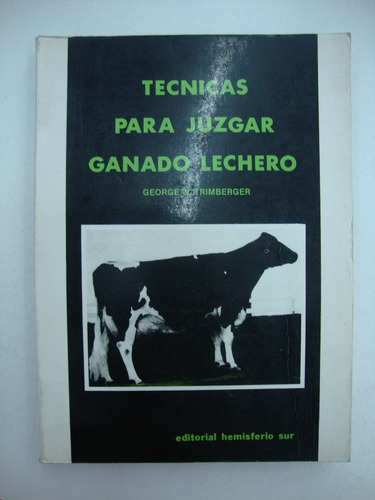 TECNICAS
PARA JUZGAR
GANADO LECHERO
GEORGE W. TRIMBERGER
editorial hemisferio sur